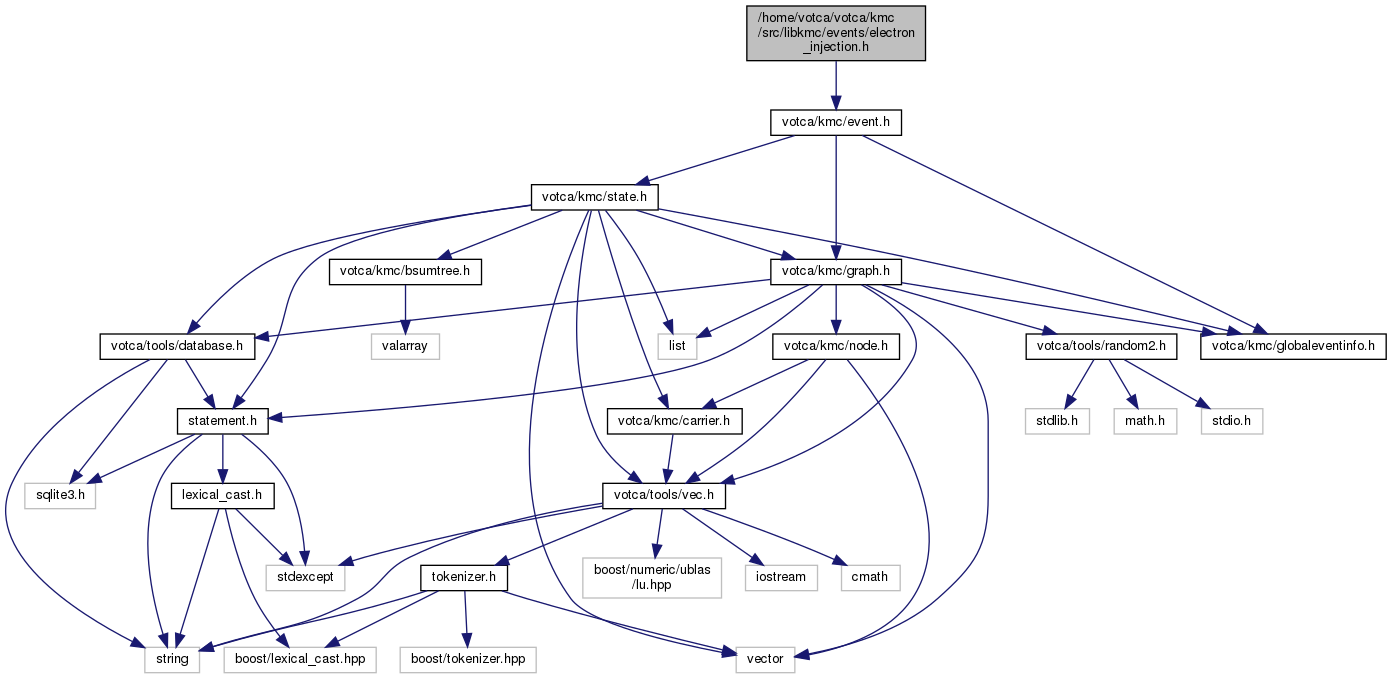 /home/votca/votca/kmc
/src/libkmc/events/electron
_injection.h
votca/kmc/event.h
votca/kmc/state.h
votca/kmc/bsumtree.h
votca/kmc/graph.h
votca/tools/database.h
valarray
list
votca/kmc/node.h
votca/tools/random2.h
votca/kmc/globaleventinfo.h
statement.h
votca/kmc/carrier.h
stdlib.h
math.h
stdio.h
sqlite3.h
lexical_cast.h
votca/tools/vec.h
stdexcept
tokenizer.h
boost/numeric/ublas
/lu.hpp
iostream
cmath
string
boost/lexical_cast.hpp
boost/tokenizer.hpp
vector